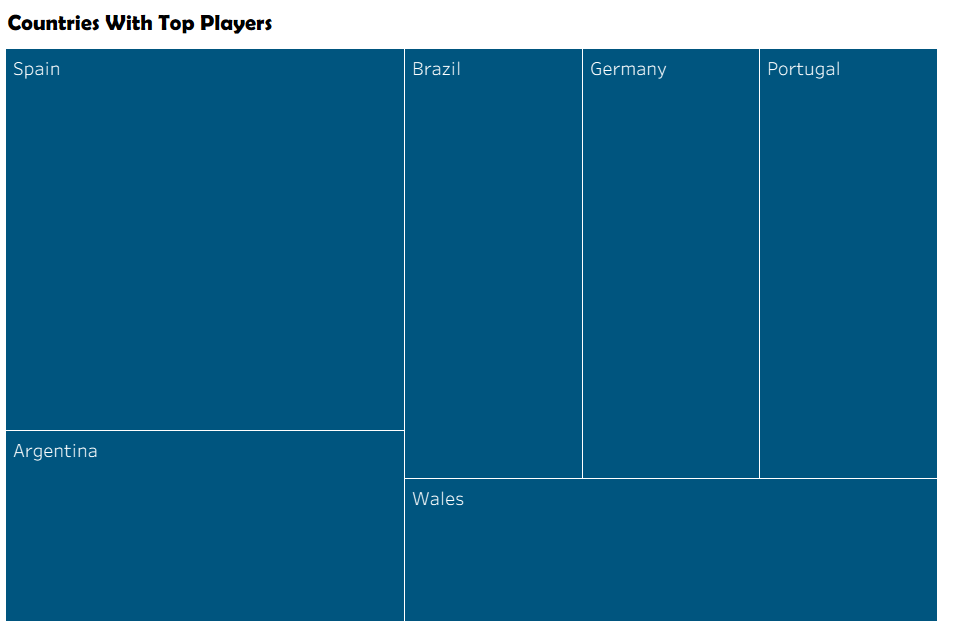 Countries With Top Players
Spain
Brazil
Germany
Portugal
Argentina
Wales